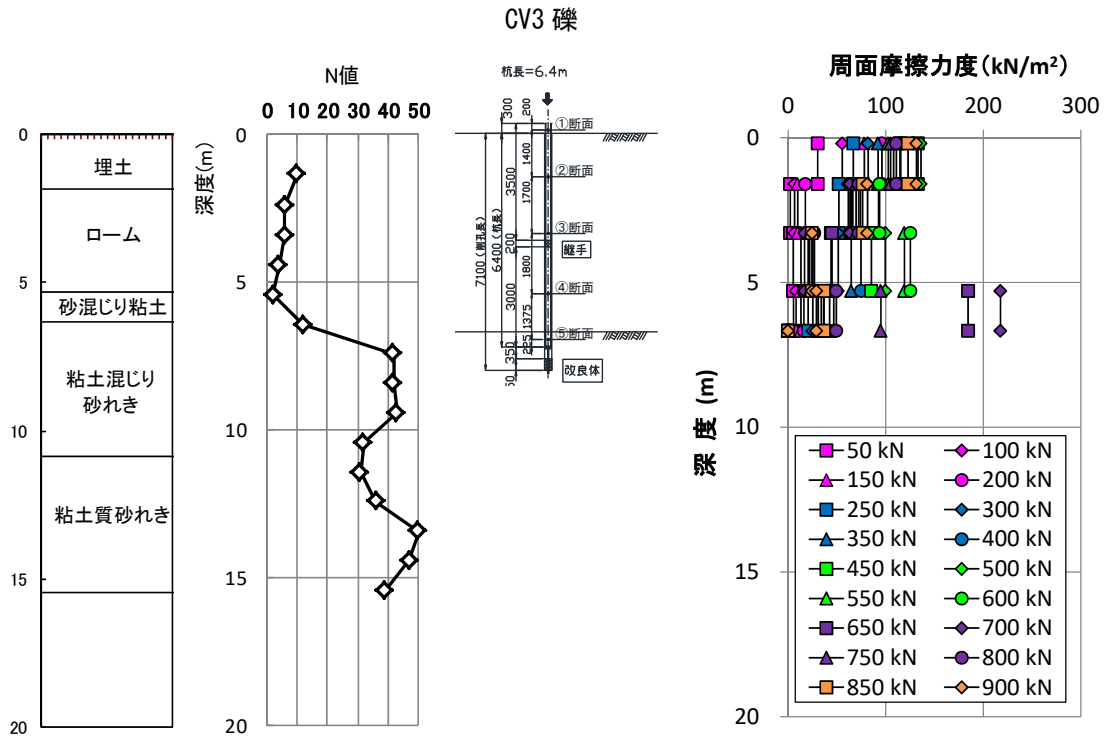 CV3 礫
N値
0 10 20 30 40 50
深度(m)
0
5
10
15
20
0
5
10
15
20
埋土
ローム
砂混じり粘土
粘土混じり
砂れき
粘土質砂れき
杭長=6.4m
300
200
①断面
1400
②断面
3500
1700
③断面
200
継手
7100(削孔長)
6400(杭長)
1800
3000
④断面
1375
⑤断面
225
350
改良体
周面摩擦力度(kN/m²)
0 100 200 300
深 度 (m)
0
5
10
15
20
50 kN 100 kN
150 kN 200 kN
250 kN 300 kN
350 kN 400 kN
450 kN 500 kN
550 kN 600 kN
650 kN 700 kN
750 kN 800 kN
850 kN 900 kN